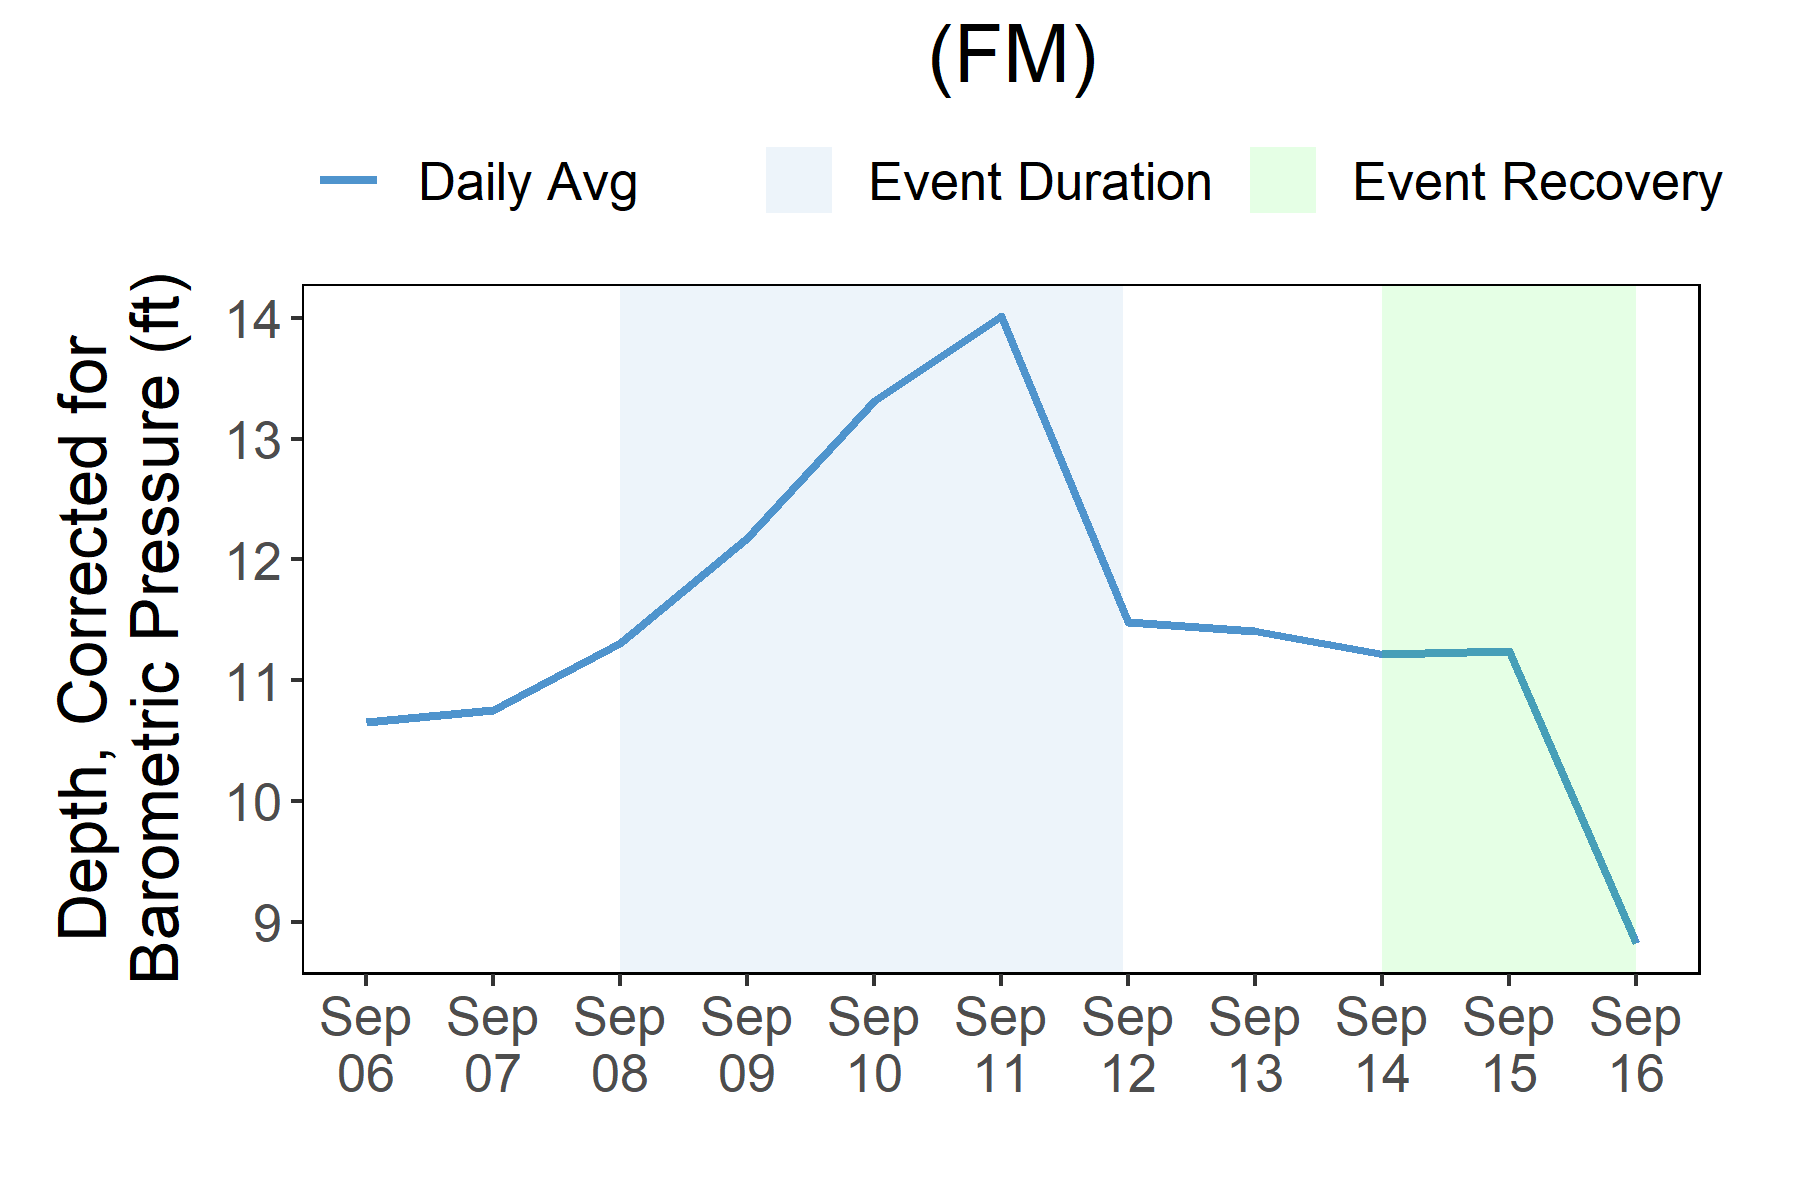 (FM)
Daily Avg
Event Duration
Event Recovery
Depth, Corrected for
Barometric Pressure (ft)
14
13
12
11
10
9
Sep Sep Sep Sep Sep Sep Sep Sep Sep Sep Sep
06 07 08 09 10 11 12 13 14 15 16